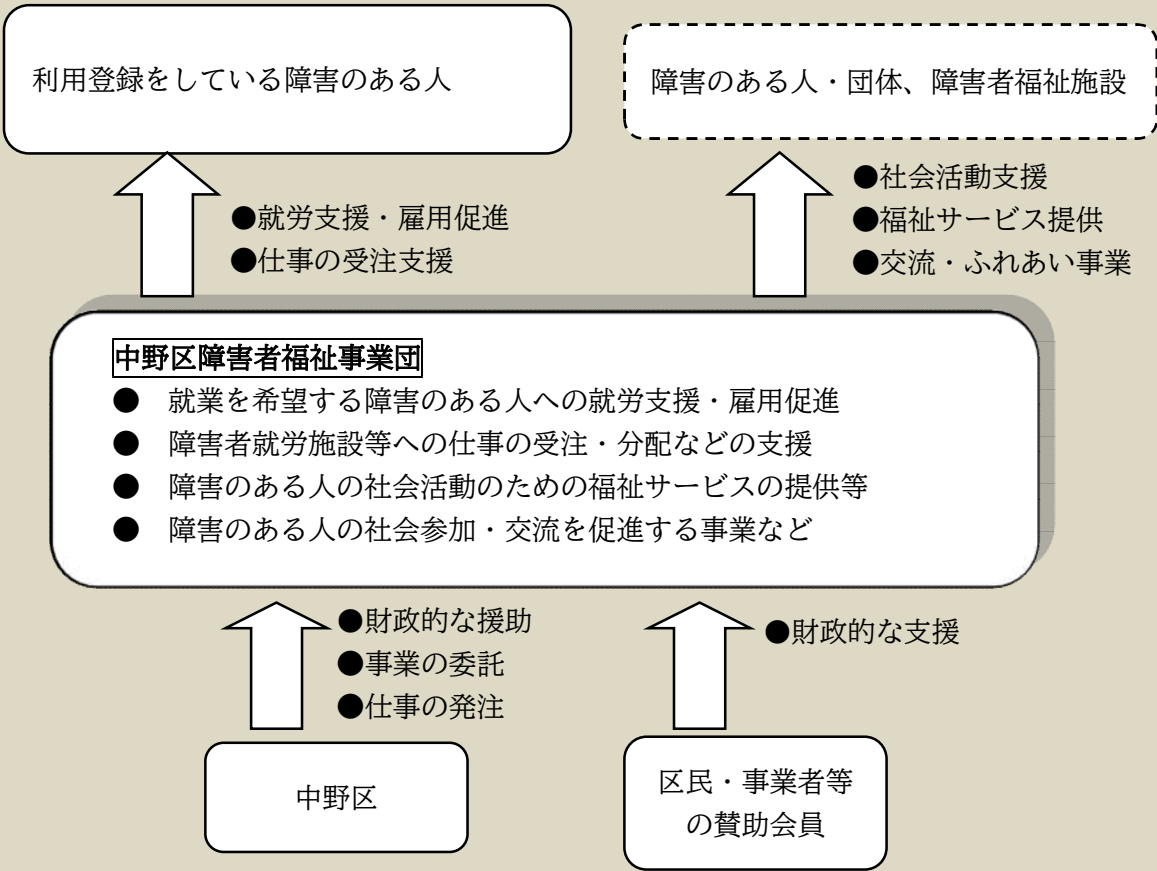 利用登録をしている障害のある人
障害のある人・団体、障害者福祉施設
●就労支援・雇用促進
●仕事の受注支援
●社会活動支援
●福祉サービス提供
●交流・ふれあい事業
中野区障害者福祉事業団
● 就業を希望する障害のある人への就労支援・雇用促進
● 障害者就労施設等への仕事の受注・分配などの支援
● 障害のある人の社会活動のための福祉サービスの提供等
● 障害のある人の社会参加・交流を促進する事業など
●財政的な援助
●事業の委託
●仕事の発注
●財政的な支援
中野区
区民・事業者等
の賛助会員